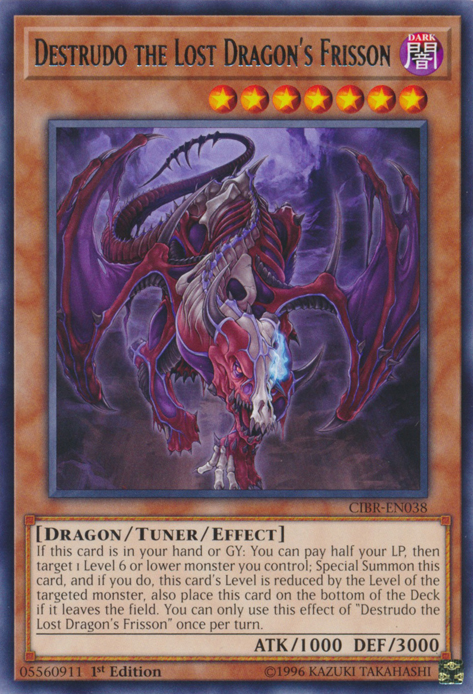 Destrudo the Lost Dragon's Frisson
DARK
闇
CIBR-EN038
[Dragon/Tuner/Effect]
If this card is in your hand or GY: You can pay half your LP, then
target 1 Level 6 or lower monster you control; Special Summon this
card, and if you do, this card's Level is reduced by the Level of the
targeted monster, also place this card on the bottom of the Deck
if it leaves the field. You can only use this effect of "Destrudo the
Lost Dragon's Frisson" once per turn.
ATK/1000 DEF/3000
05560911 1st Edition ©1996 KAZUKI TAKAHASHI